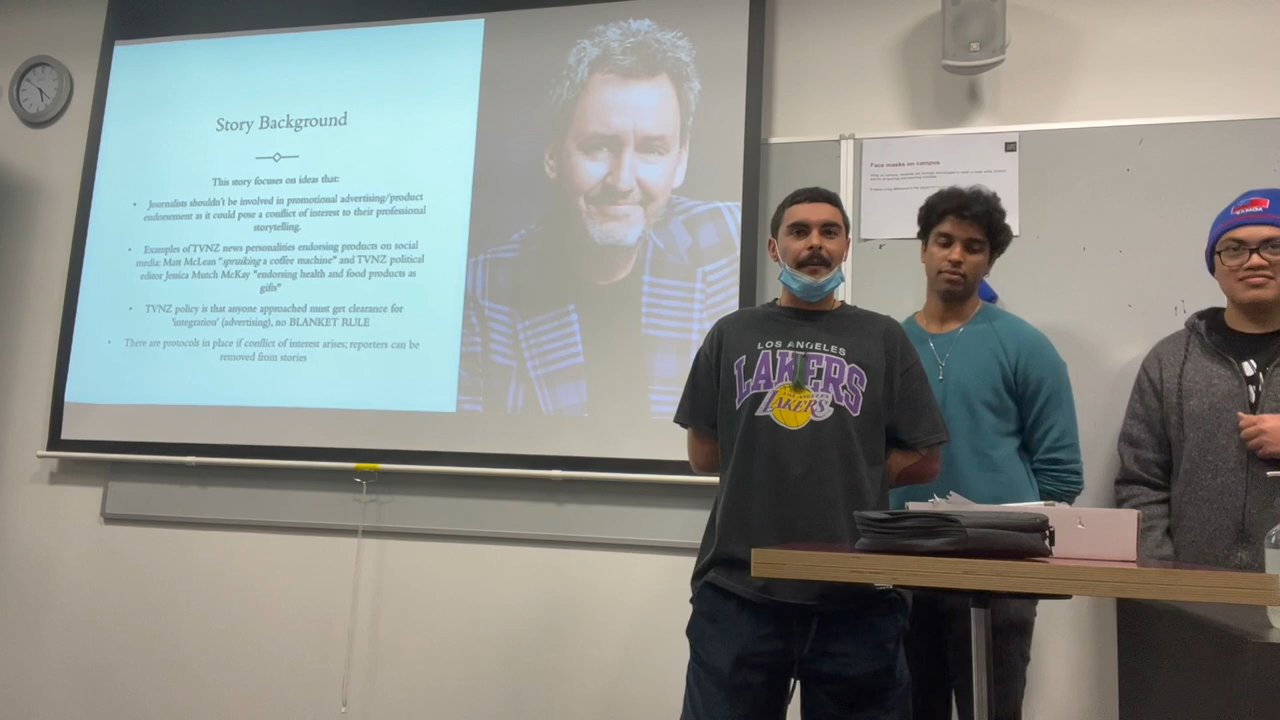 Story Background
This story focuses on ideas that:
• Journalists shouldn't be involved in promotional advertising/product
endorsement as it could pose a conflict of interest to their professional
storytelling.
• Examples of TVNZ news personalities endorsing products on social
media: Matt McLean "spruiking a coffee machine" and TVNZ political
editor Jessica Mutch McKay "endorsing health and food products as
gifts"
• TVNZ policy is that anyone approached must get clearance for
'integration' (advertising), no BLANKET RULE
• There are protocols in place if conflict of interest arises; reporters can be
removed from stories
Face masks on campus
LOS ANGELES
LAKERS
LAKERS
SAMOA